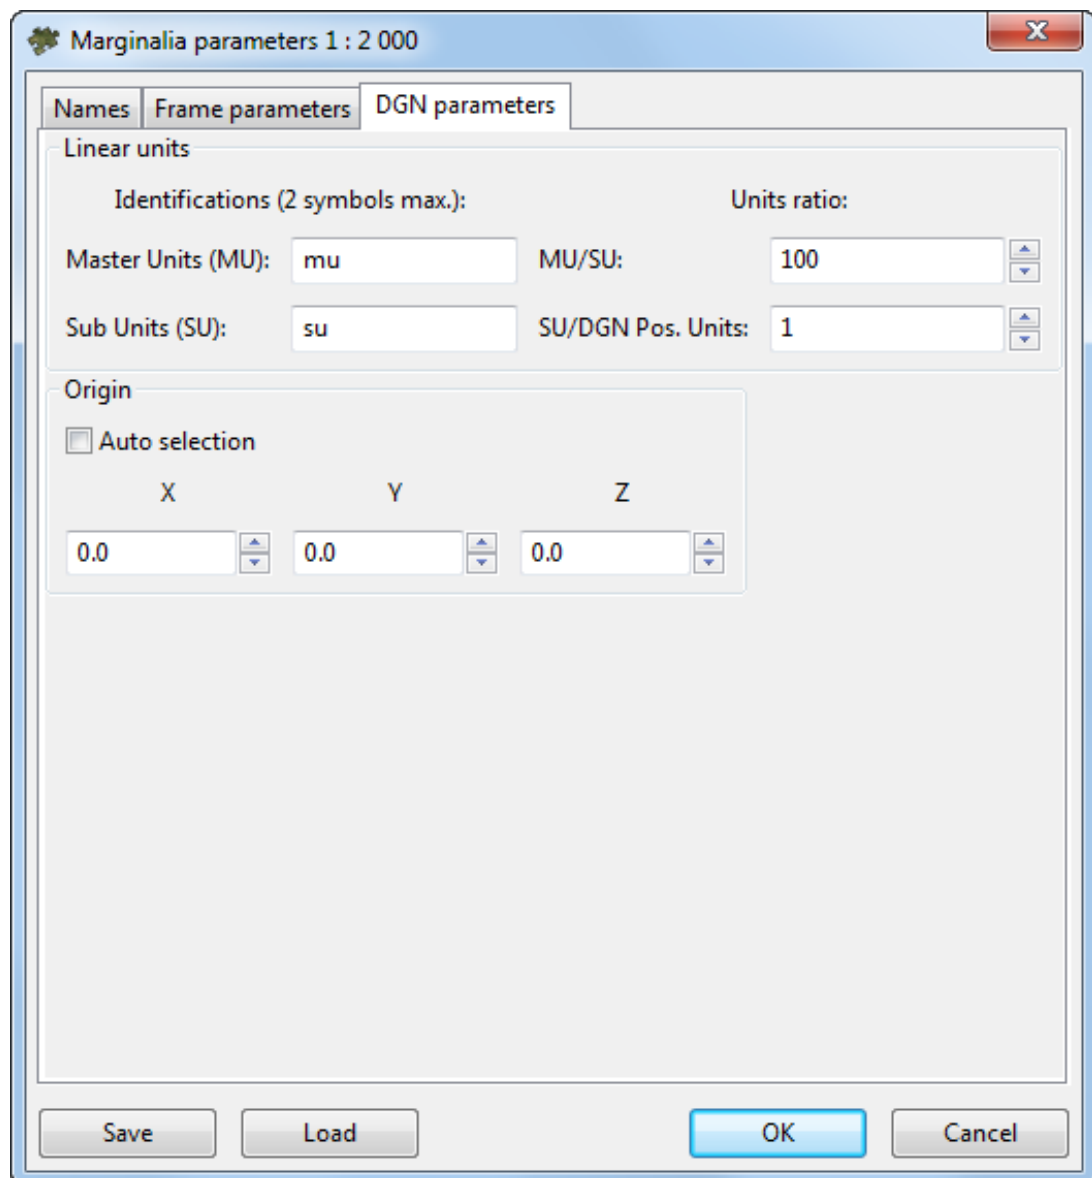 Marginalia parameters 1 : 2 000
Names Frame parameters DGN parameters
Linear units
Identifications (2 symbols max.): Units ratio:
Master Units (MU): mu MU/SU: 100
Sub Units (SU): su SU/DGN Pos. Units: 1
Origin
Auto selection
X Y Z
0.0 0.0 0.0
Save Load OK Cancel